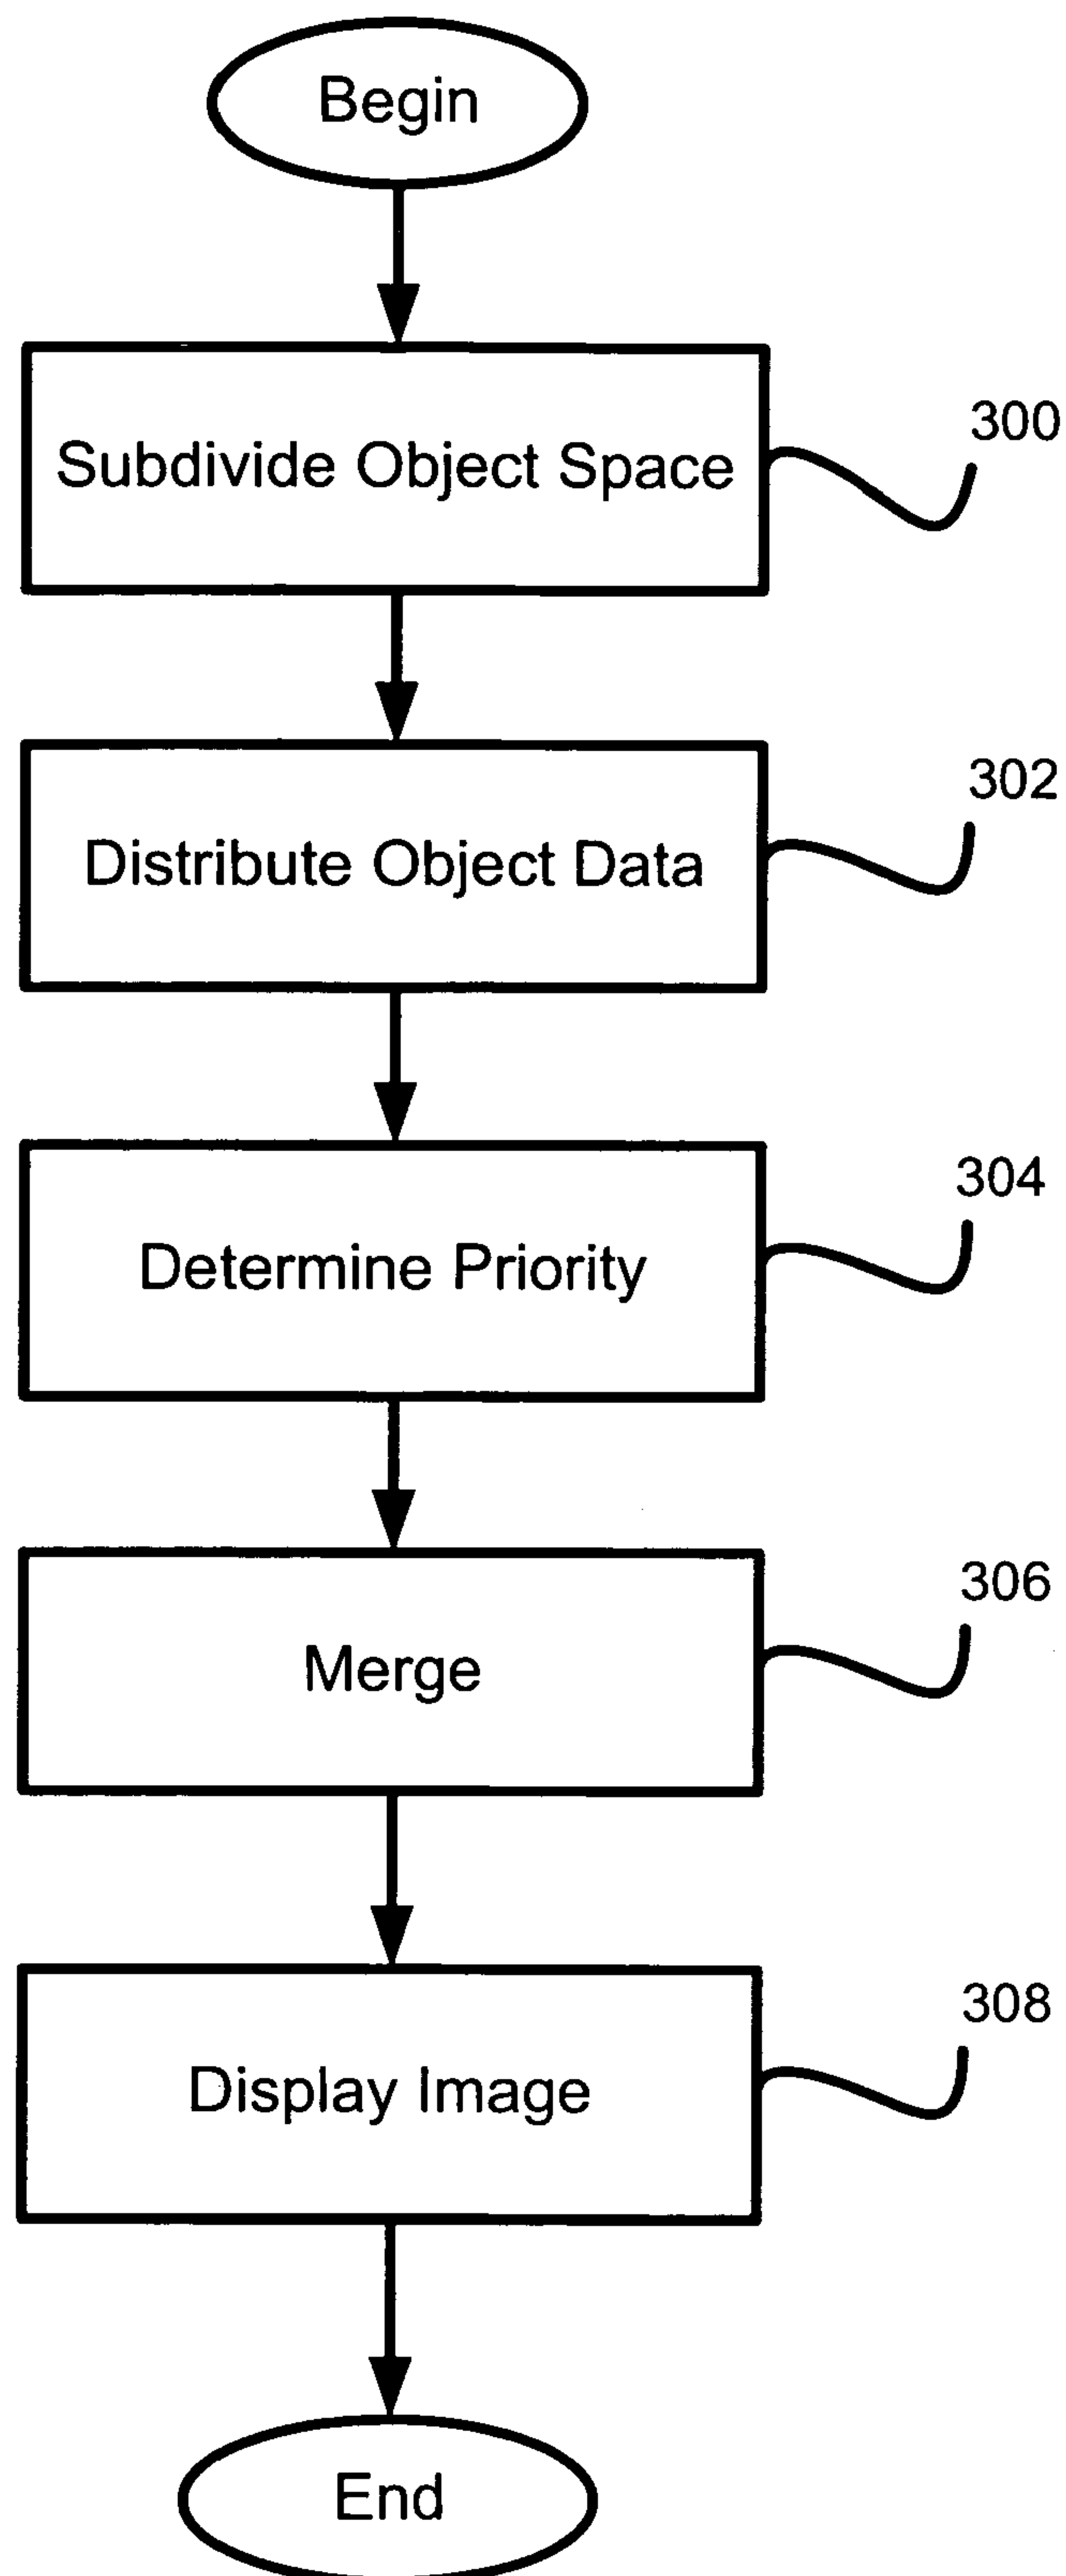 Begin
Subdivide Object Space
300
Distribute Object Data
302
Determine Priority
304
Merge
306
Display Image
308
End